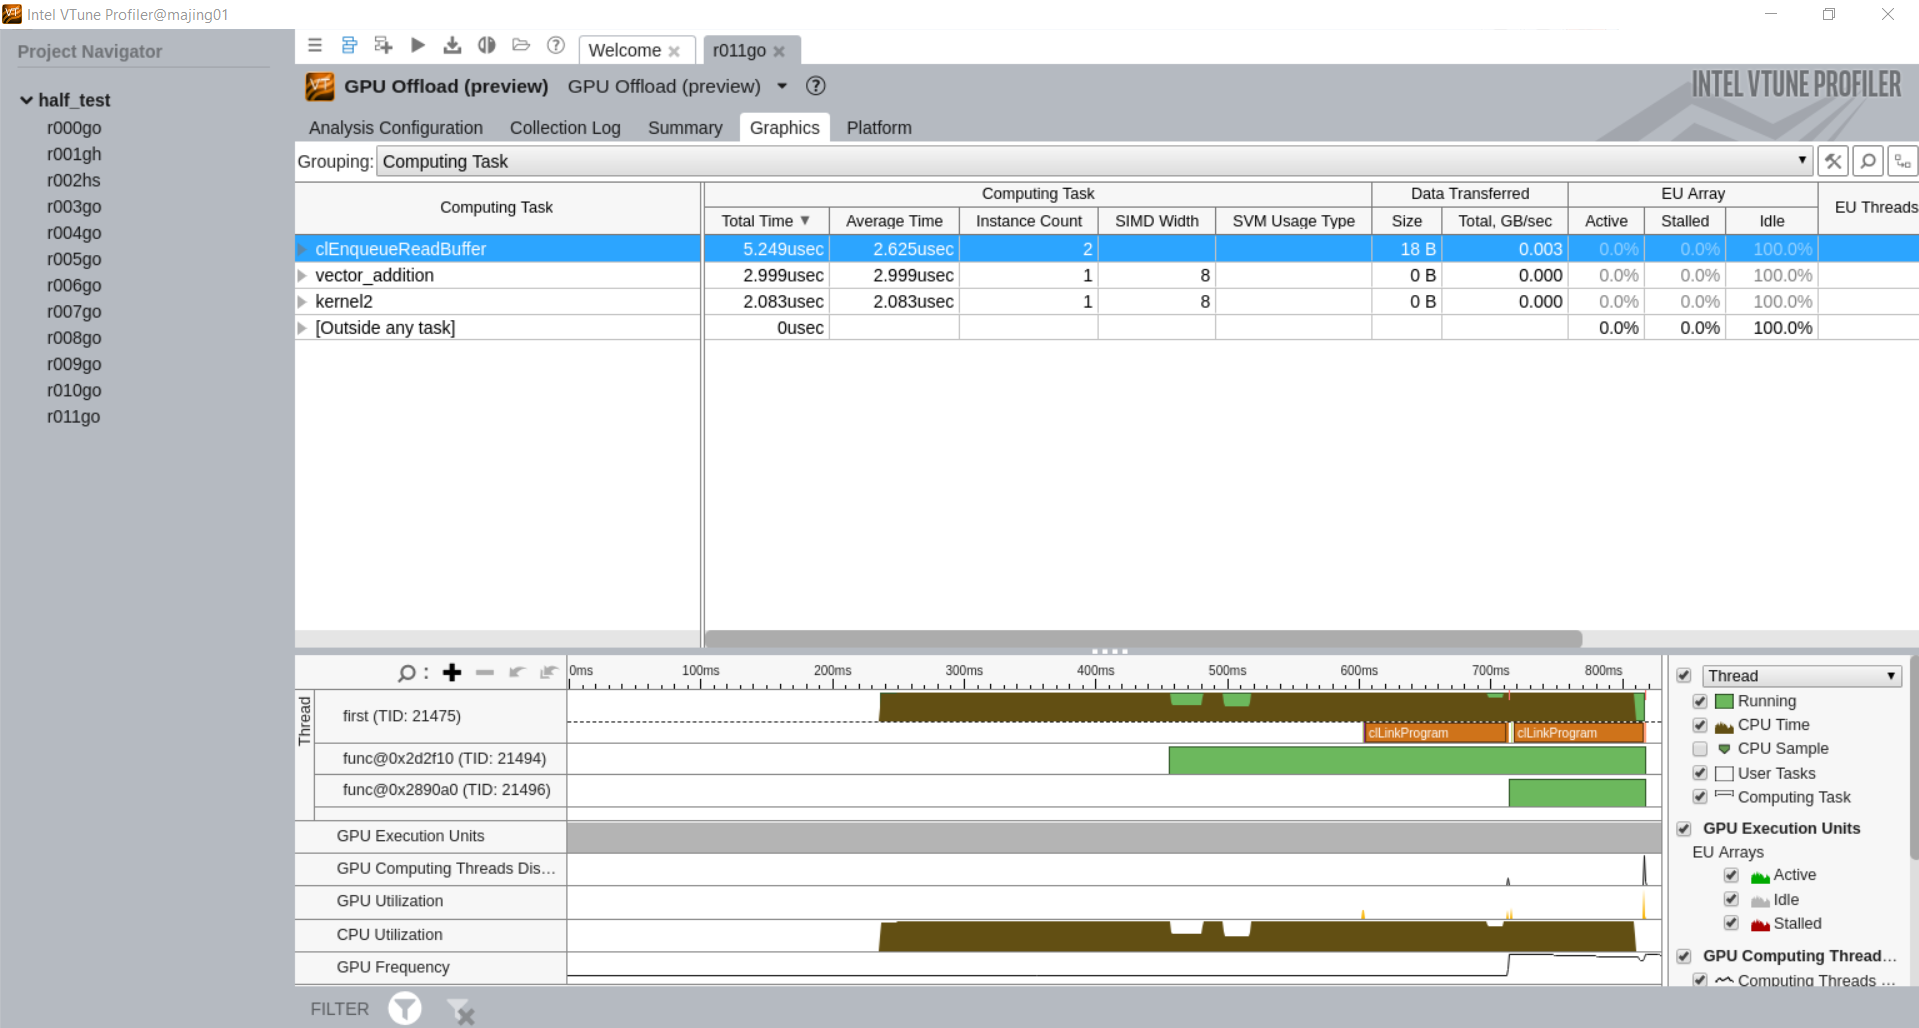 Intel VTune Profiler@majing01
Project Navigator
half_test
r000go
r001gh
r002hs
r003go
r004go
r005go
r006go
r007go
r008go
r009go
r010go
r011go
Welcome
r011go
GPU Offload (preview) GPU Offload (preview)
INTEL VTUNE PROFILER
Analysis Configuration Collection Log Summary Graphics Platform
Grouping: Computing Task
Computing Task
Computing Task Data Transferred EU Array EU Threads
Total Time Average Time Instance Count SIMD Width SVM Usage Type Size Total, GB/sec Active Stalled Idle
clEnqueueReadBuffer 5.249usec 2.625usec 2 18 B 0.003 0.0% 0.0% 100.0%
vector_addition 2.999usec 2.999usec 1 8 0 B 0.000 0.0% 0.0% 100.0%
kernel2 2.083usec 2.083usec 1 8 0 B 0.000 0.0% 0.0% 100.0%
[Outside any task] 0usec 0.0% 0.0% 100.0%
0ms 100ms 200ms 300ms 400ms 500ms 600ms 700ms 800ms
Thread
first (TID: 21475)
clLinkProgram clLinkProgram
func@0x2d2f10 (TID: 21494)
func@0x2890a0 (TID: 21496)
GPU Execution Units
GPU Computing Threads Dis...
GPU Utilization
CPU Utilization
GPU Frequency
Thread
Running
CPU Time
CPU Sample
User Tasks
Computing Task
GPU Execution Units
EU Arrays
Active
Idle
Stalled
GPU Computing Thread...
Computing Threads ...
FILTER